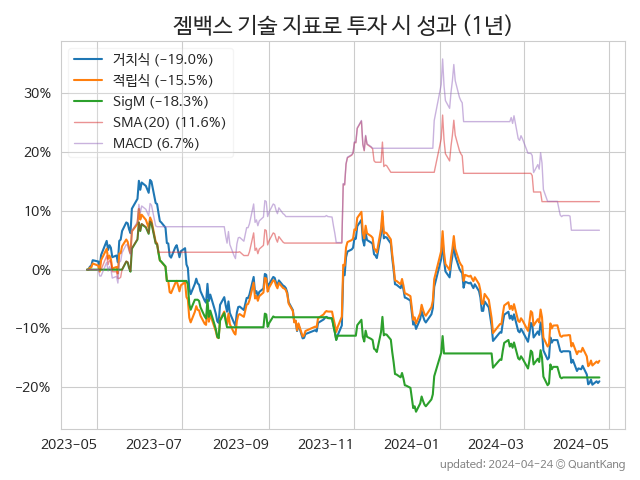 젬백스 기술 지표로 투자 시 성과 (1년)
거치식 (−19.0%)
적립식 (−15.5%)
SigM (−18.3%)
SMA(20) (11.6%)
MACD (6.7%)
30%
20%
10%
0%
−10%
−20%
2023-05 2023-07 2023-09 2023-11 2024-01 2024-03 2024-05
updated: 2024-04-24 © QuantKang